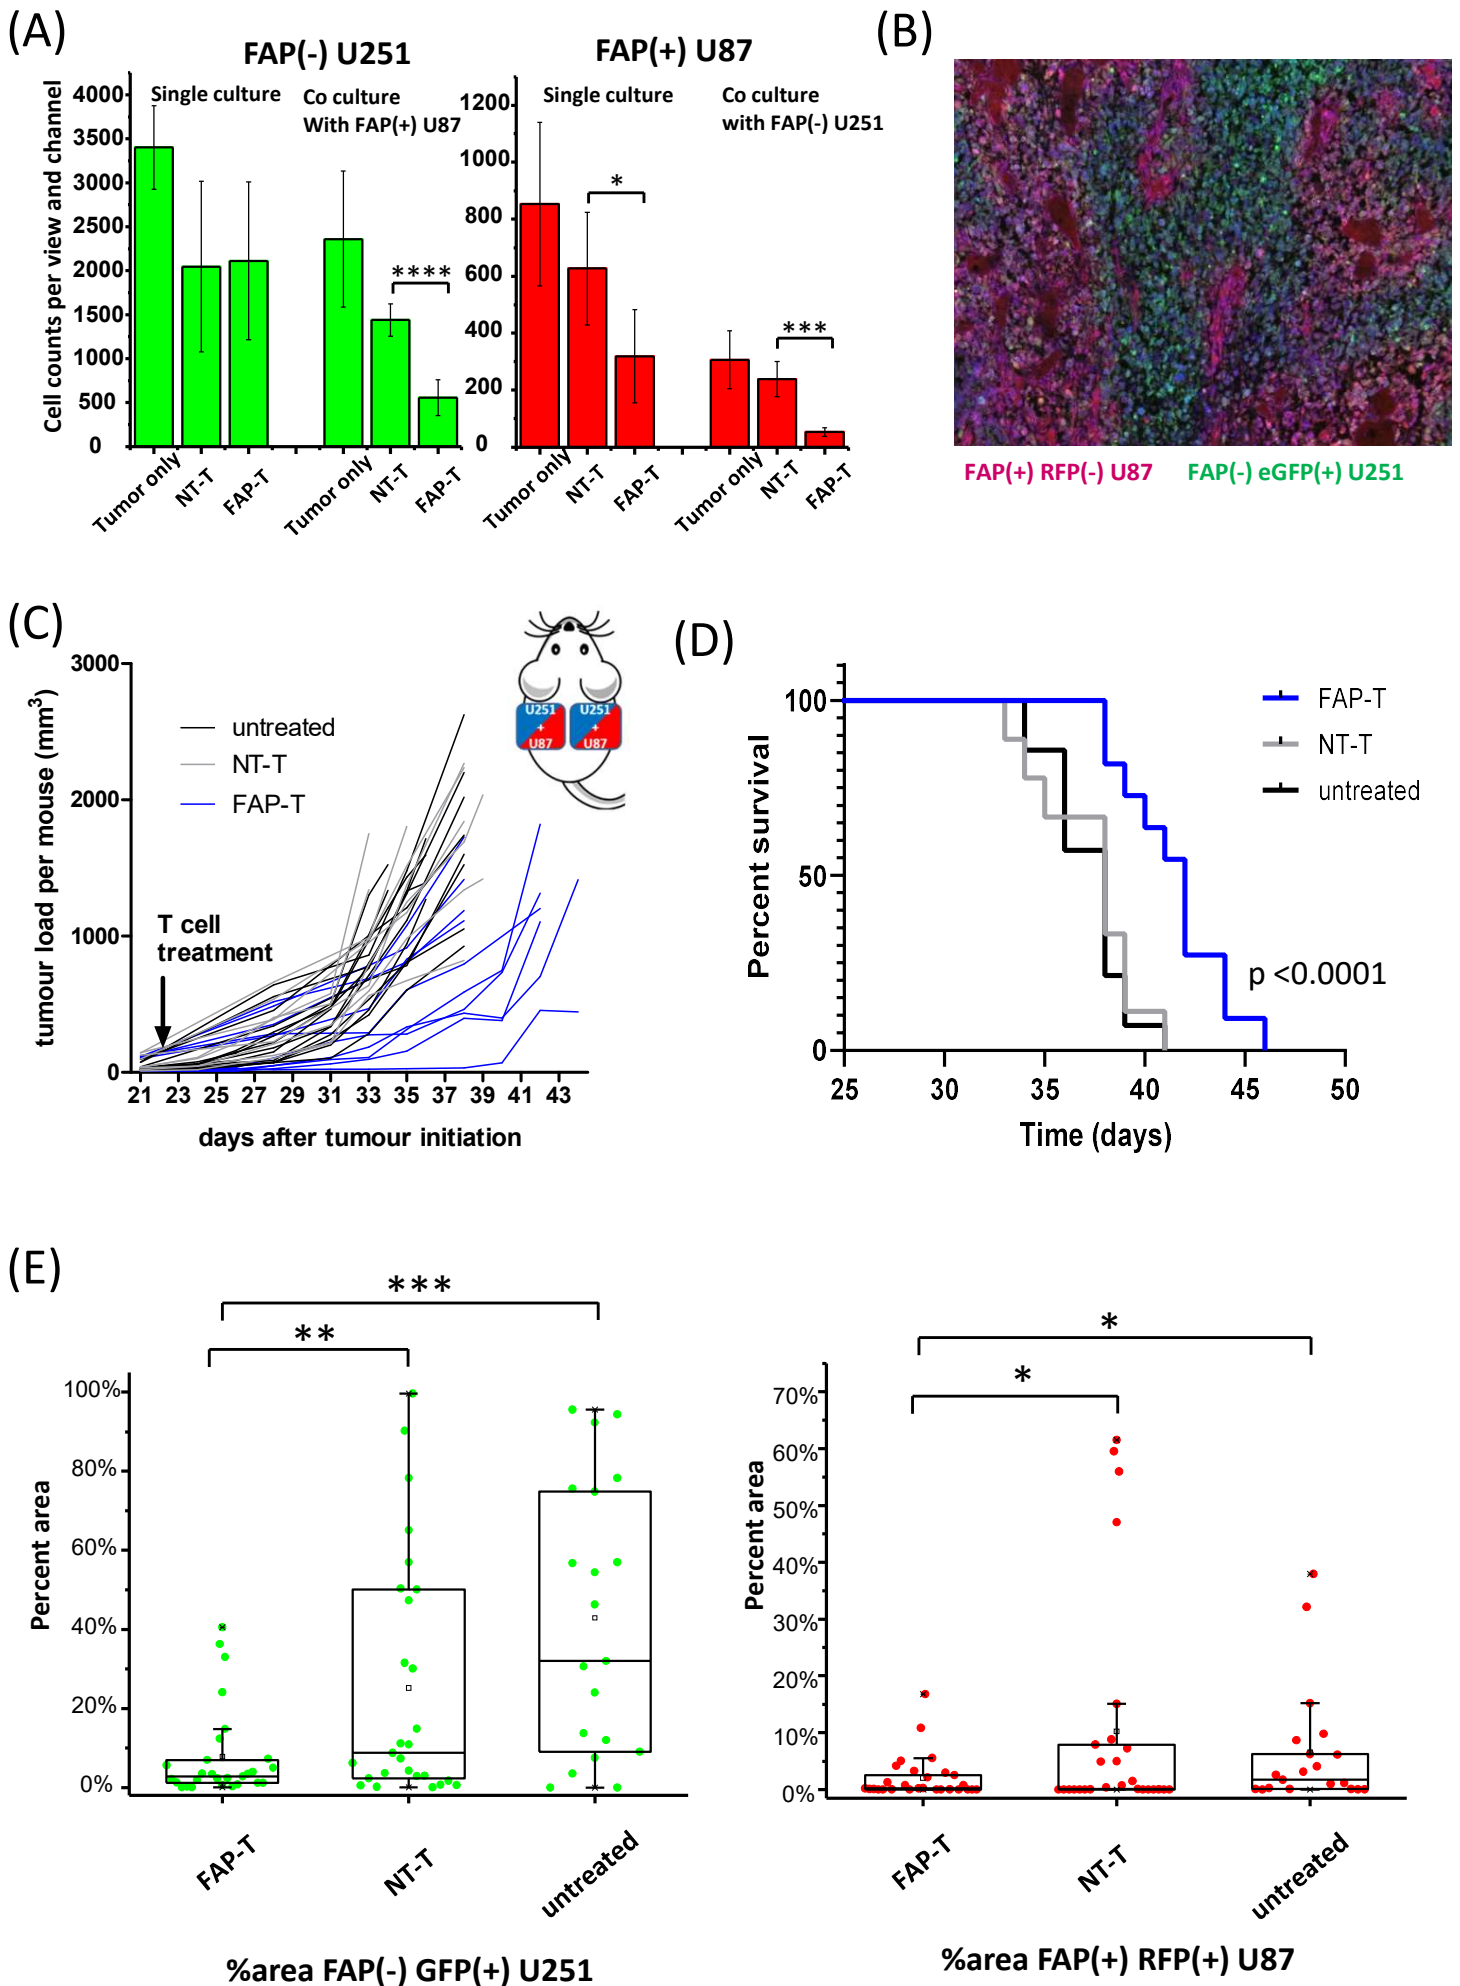 (A)
FAP(-) U251
FAP(+) U87
Single culture
Co culture
With FAP(+) U87
Single culture
Co culture
with FAP(-) U251
Cell counts per view and channel
4000
3500
3000
2500
2000
1500
1000
500
0
****
Tumor only
NT-T
FAP-T
Tumor only
NT-T
FAP-T
1200
1000
800
600
400
200
0
*
***
Tumor only
NT-T
FAP-T
Tumor only
NT-T
FAP-T
(B)
FAP(+) RFP(-) U87
FAP(-) eGFP(+) U251
(C)
tumour load per mouse (mm³)
3000
2000
1000
0
untreated
NT-T
FAP-T
T cell
treatment
U251
+
U87
U251
+
U87
21 23 25 27 29 31 33 35 37 39 41 43
days after tumour initiation
(D)
Percent survival
100
50
0
FAP-T
NT-T
untreated
p <0.0001
25 30 35 40 45 50
Time (days)
(E)
***
**
Percent area
100%
80%
60%
40%
20%
0%
FAP-T
NT-T
untreated
%area FAP(-) GFP(+) U251
*
*
Percent area
70%
60%
50%
40%
30%
20%
10%
0%
FAP-T
NT-T
untreated
%area FAP(+) RFP(+) U87